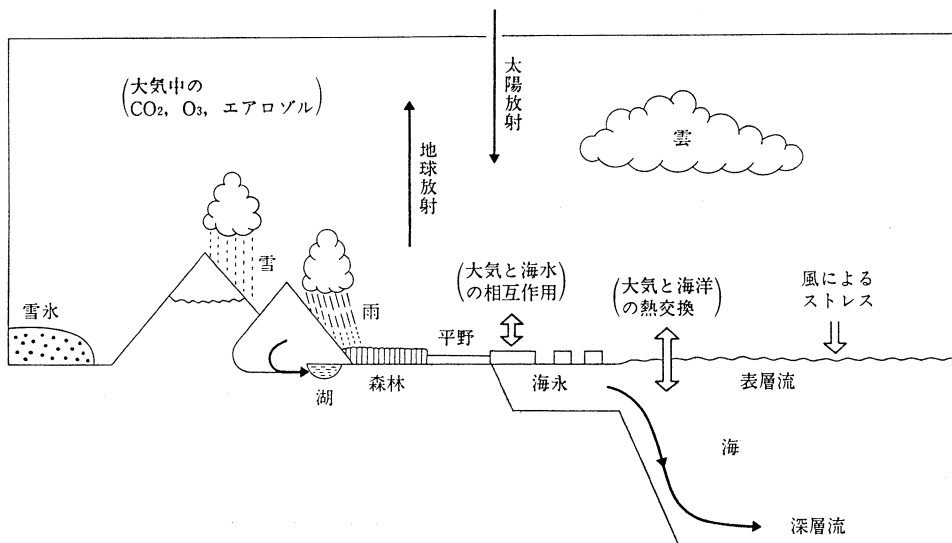 (大気中の
CO₂, O₃, エアロゾル)
太陽放射
地球放射
雲
雪
雨
雪氷
(大気と海水
の相互作用)
(大気と海洋
の熱交換)
風による
ストレス
平野
湖
森林
海永
表層流
海
深層流